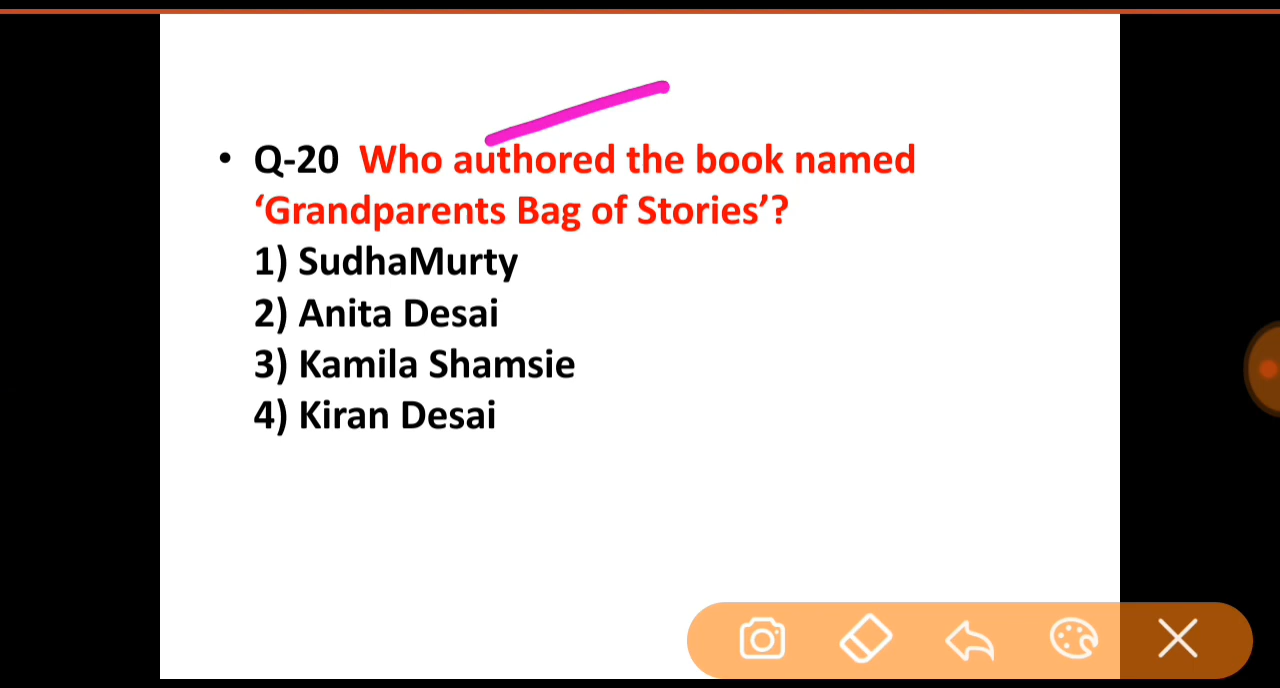 • Q-20 Who authored the book named
‘Grandparents Bag of Stories’?
1) SudhaMurty
2) Anita Desai
3) Kamila Shamsie
4) Kiran Desai